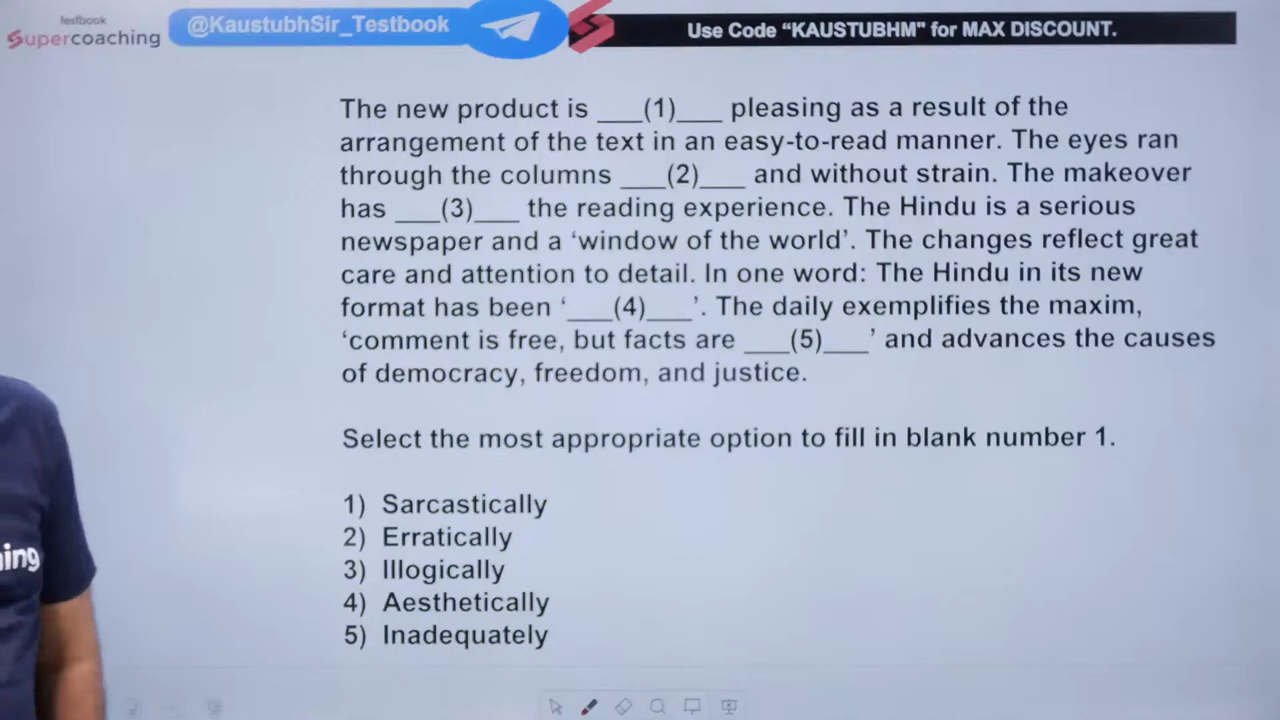 testbook
Supercoaching
@KaustubhSir_Testbook
Use Code “KAUSTUBHM" for MAX DISCOUNT.
The new product is ___(1)___ pleasing as a result of the
arrangement of the text in an easy-to-read manner. The eyes ran
through the columns ___(2)___ and without strain. The makeover
has ___(3)___ the reading experience. The Hindu is a serious
newspaper and a ‘window of the world’. The changes reflect great
care and attention to detail. In one word: The Hindu in its new
format has been ‘___(4)___’. The daily exemplifies the maxim,
‘comment is free, but facts are ___(5)___’ and advances the causes
of democracy, freedom, and justice.
Select the most appropriate option to fill in blank number 1.
1) Sarcastically
2) Erratically
3) Illogically
4) Aesthetically
5) Inadequately
hing